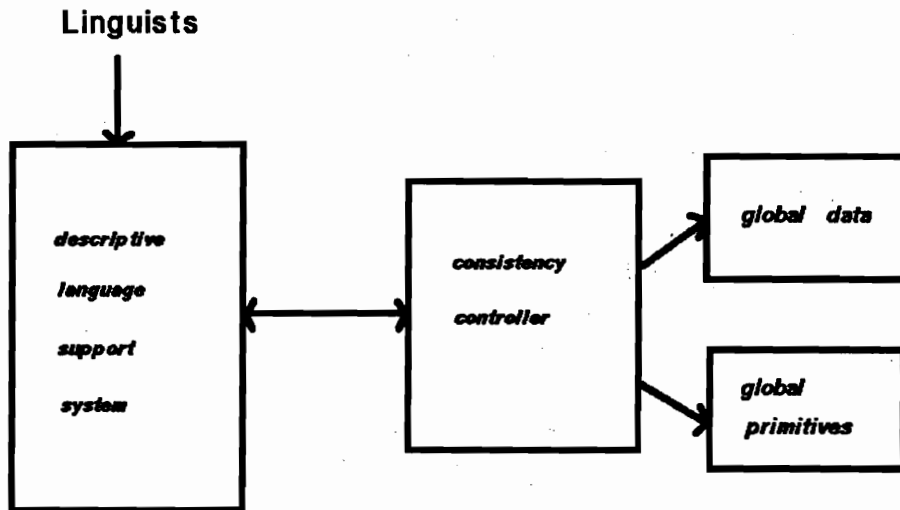 Linguists
descriptive
language
support
system
consistency
controller
global data
global
primitives